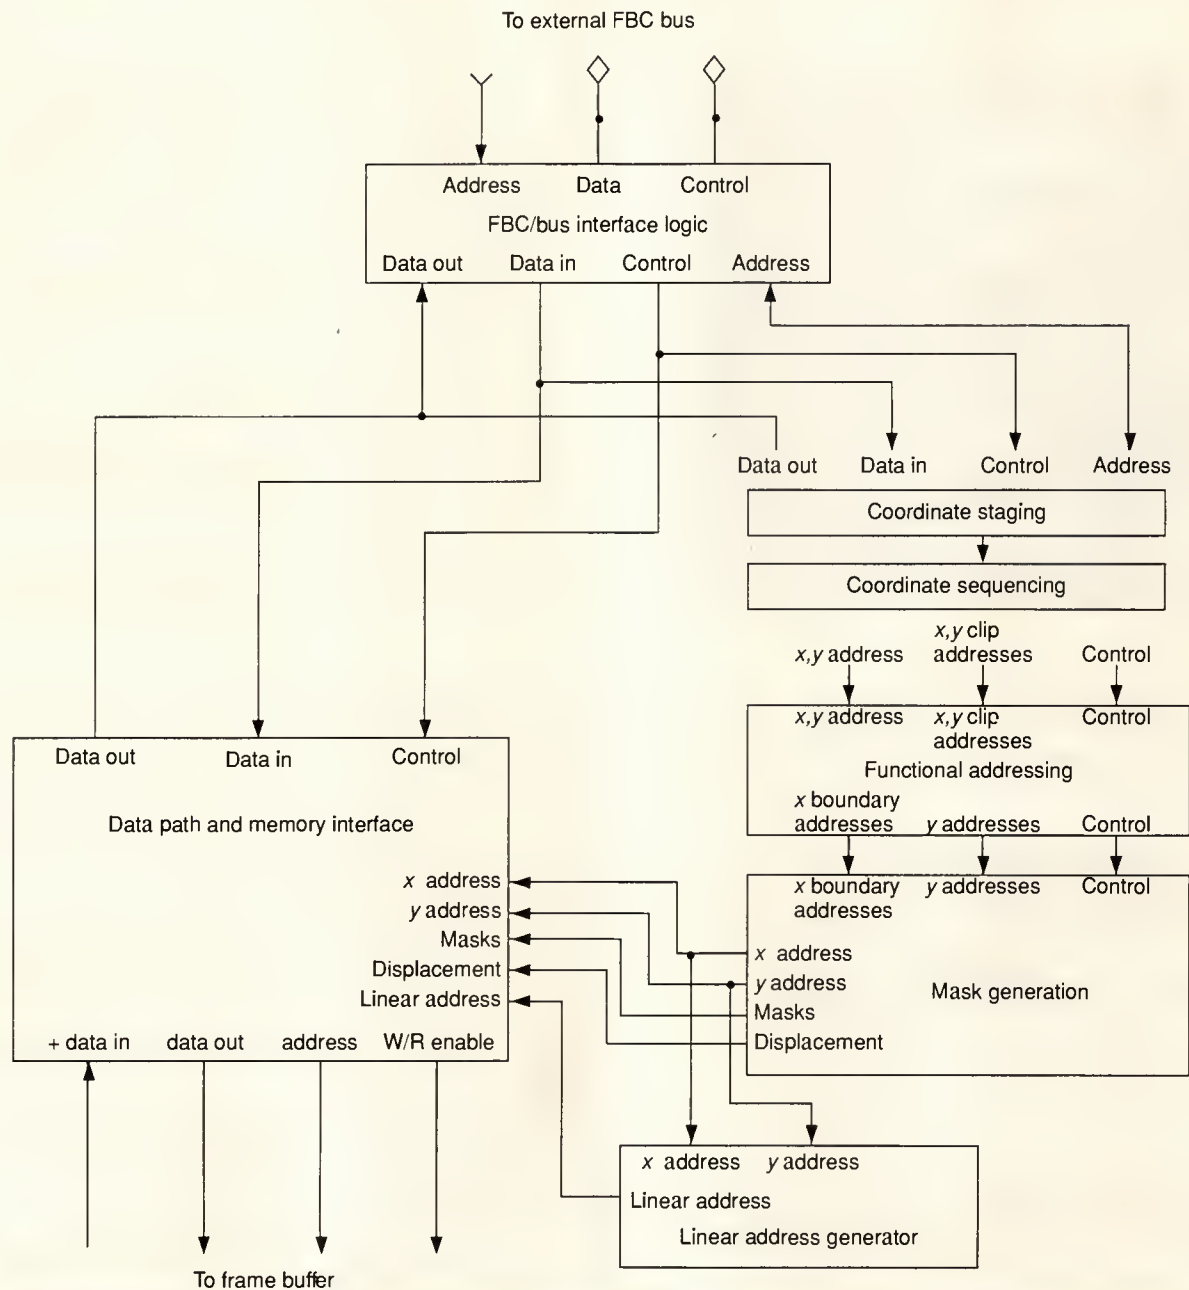 To external FBC bus
Address Data Control
FBC/bus interface logic
Data out Data in Control Address
Data out Data in Control Address
Coordinate staging
Coordinate sequencing
x,y address x,y clip addresses Control
x,y address x,y clip addresses Control
Functional addressing
x boundary addresses y addresses Control
x boundary addresses y addresses Control
x address
y address
Masks
Displacement
Mask generation
Data out Data in Control
Data path and memory interface
x address
y address
Masks
Displacement
Linear address
+ data in data out address W/R enable
x address y address
Linear address
Linear address generator
To frame buffer